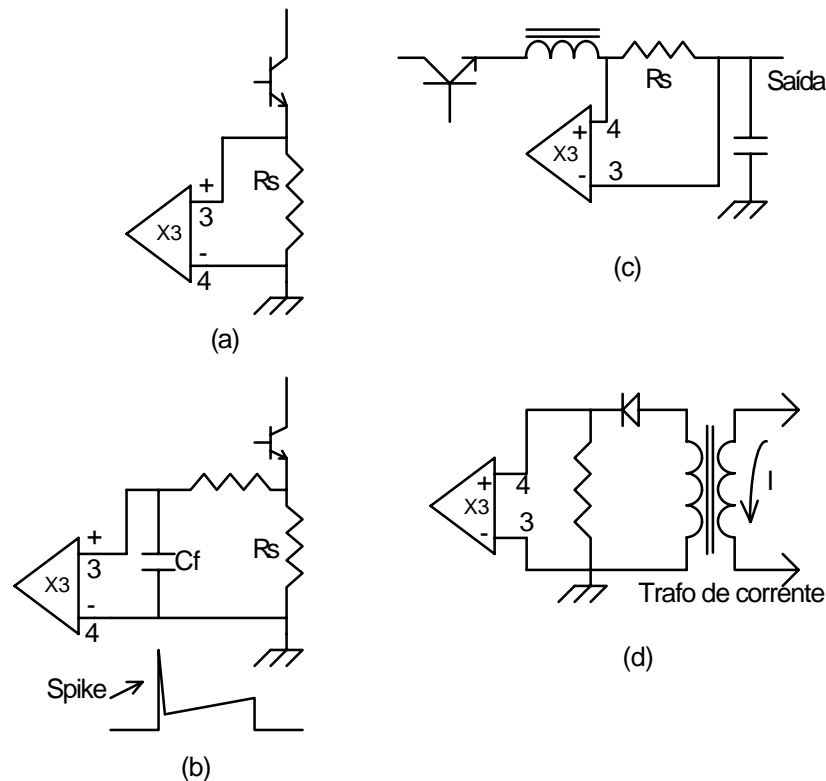 +
X3
3
-
4
Rs
(a)
+
X3
3
-
4
Cf
Rs
Spike
(b)
Rs
Saída
+
4
X3
-
3
(c)
+
4
X3
-
3
I
Trafo de corrente
(d)